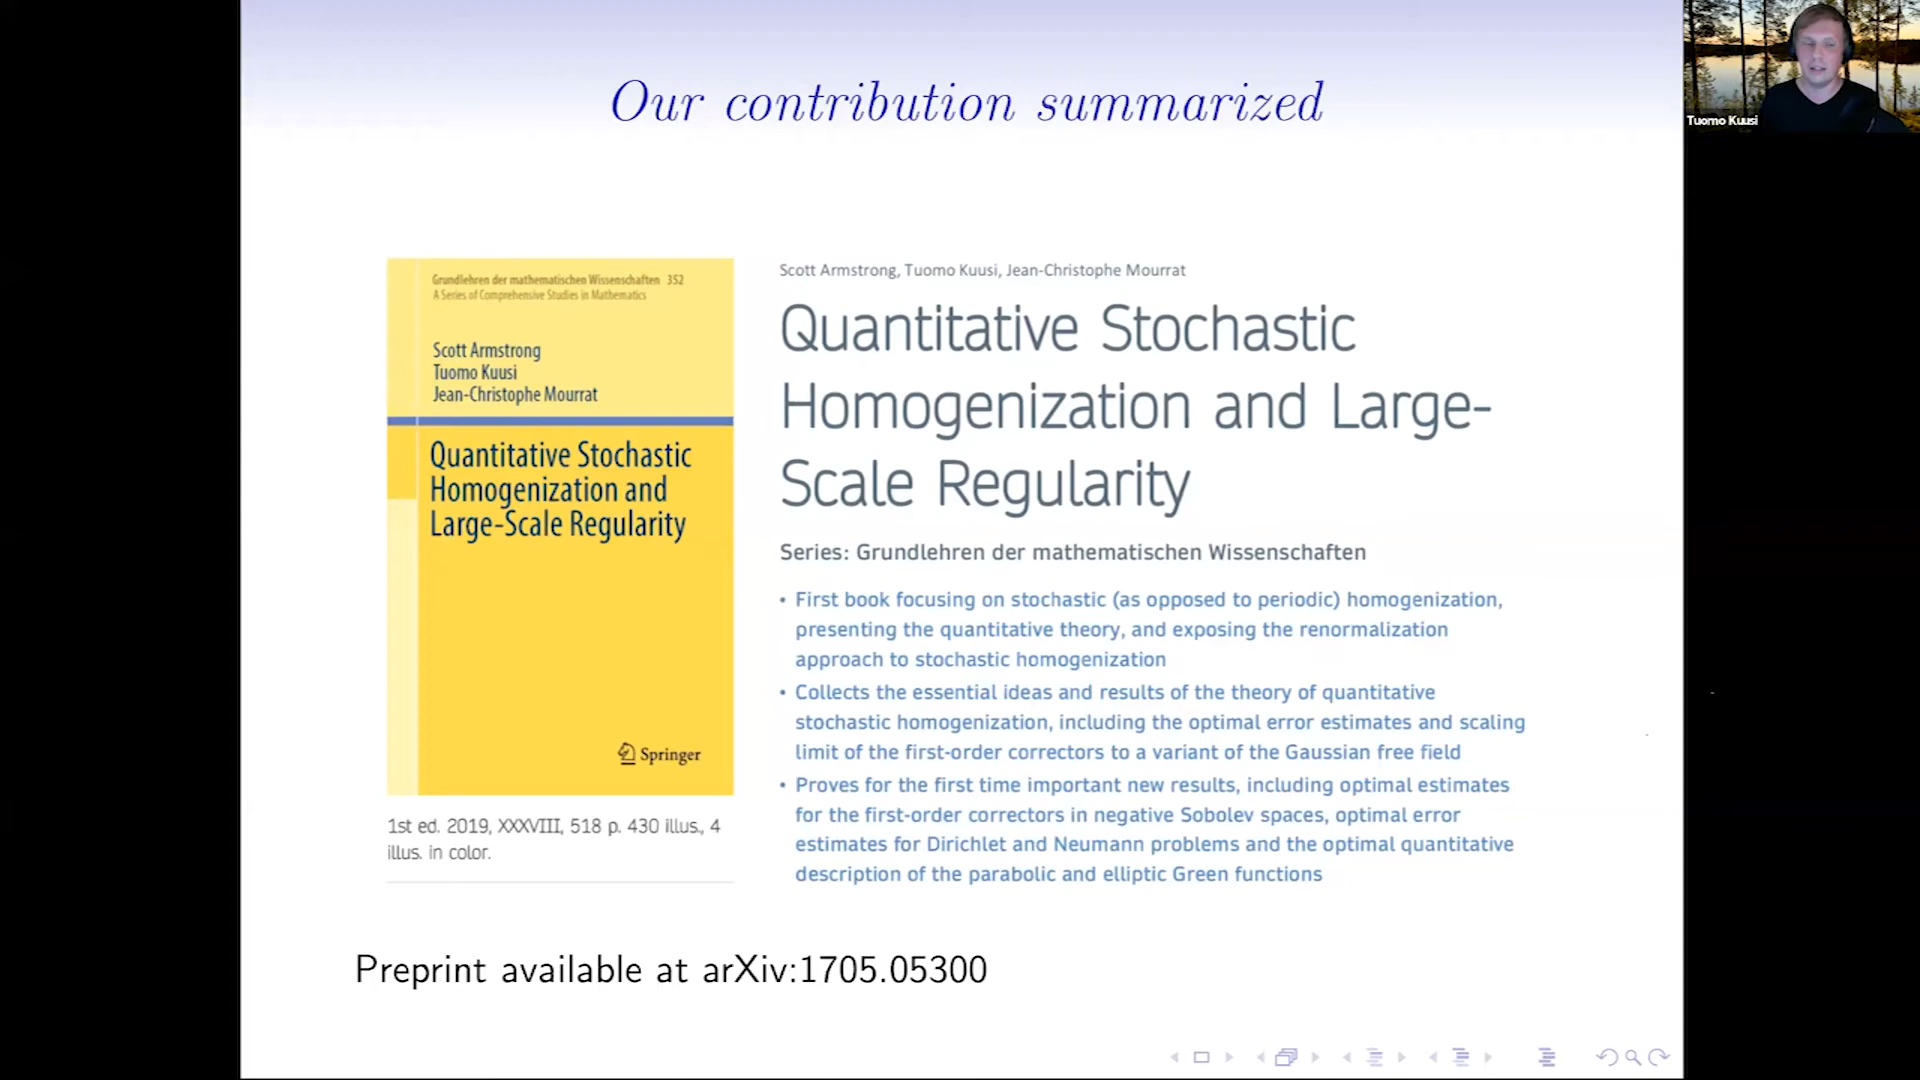 Our contribution summarized
Tuomo Kuusi
Grundlehren der mathematischen Wissenschaften 352
A Series of Comprehensive Studies in Mathematics
Scott Armstrong
Tuomo Kuusi
Jean-Christophe Mourrat
Quantitative Stochastic
Homogenization and
Large-Scale Regularity
Springer
1st ed. 2019, XXXVIII, 518 p. 430 illus., 4
illus. in color.
Scott Armstrong, Tuomo Kuusi, Jean-Christophe Mourrat
Quantitative Stochastic
Homogenization and Large-
Scale Regularity
Series: Grundlehren der mathematischen Wissenschaften
• First book focusing on stochastic (as opposed to periodic) homogenization,
presenting the quantitative theory, and exposing the renormalization
approach to stochastic homogenization
• Collects the essential ideas and results of the theory of quantitative
stochastic homogenization, including the optimal error estimates and scaling
limit of the first-order correctors to a variant of the Gaussian free field
• Proves for the first time important new results, including optimal estimates
for the first-order correctors in negative Sobolev spaces, optimal error
estimates for Dirichlet and Neumann problems and the optimal quantitative
description of the parabolic and elliptic Green functions
Preprint available at arXiv:1705.05300